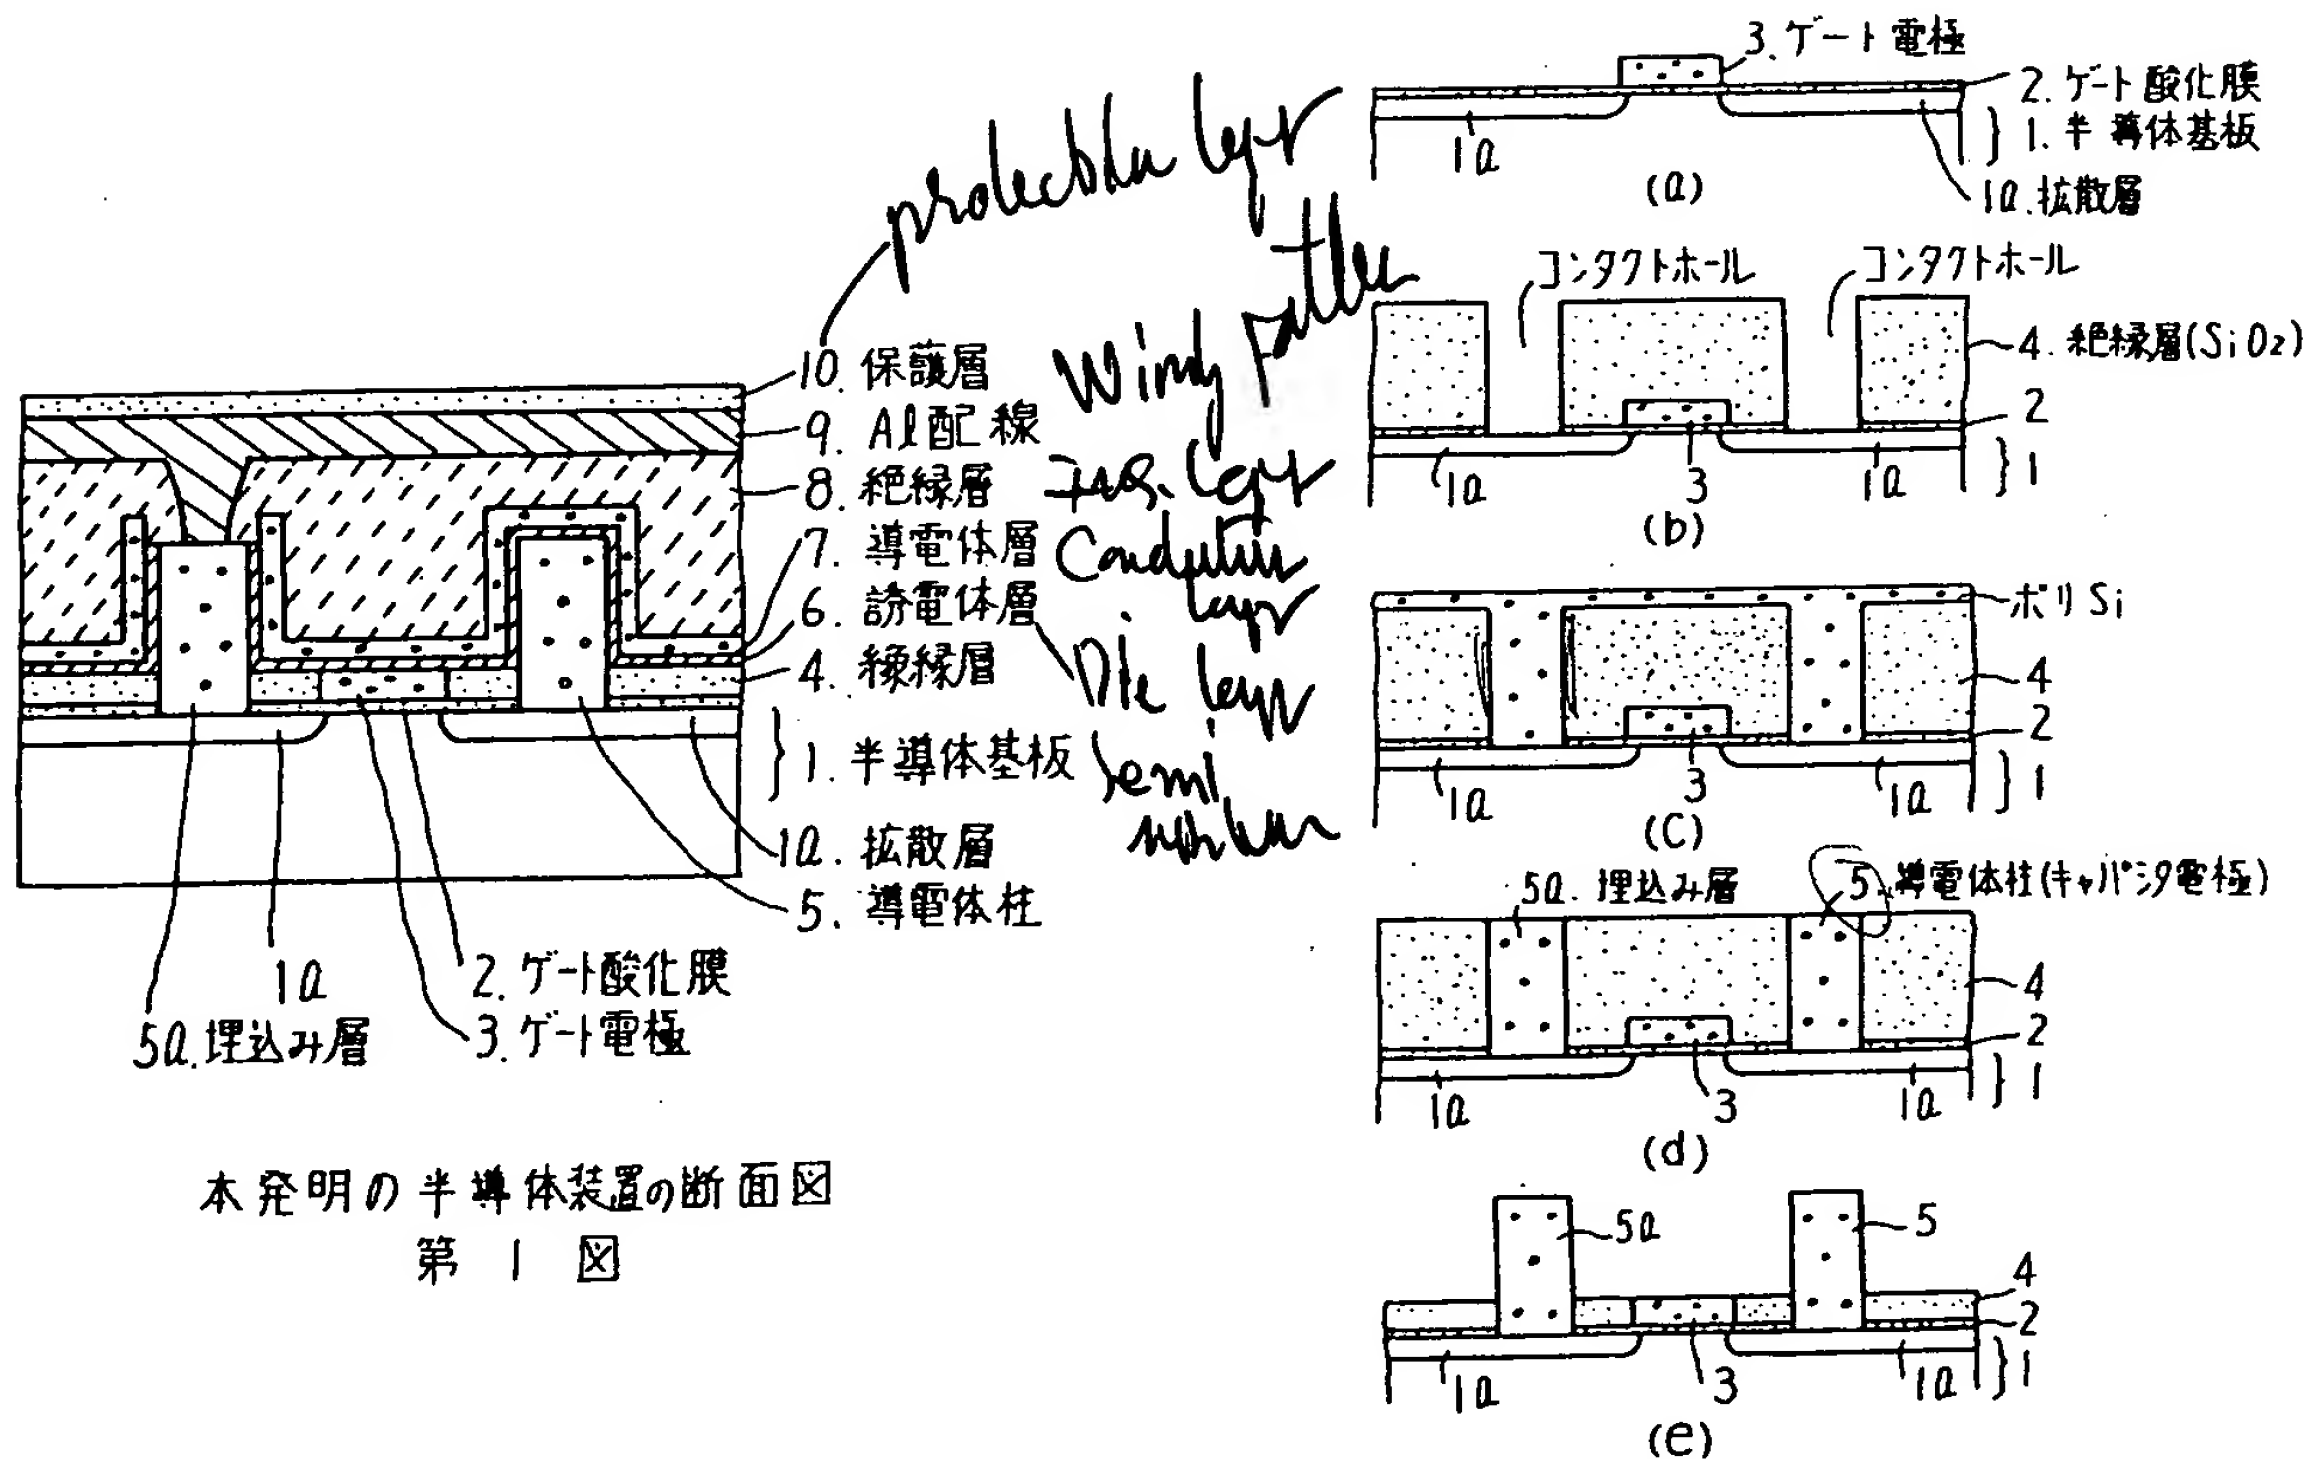 protection layer
10. 保護層
9. Al配線
8. 絶縁層
7. 導電体層
6. 誘電体層
4. 絶縁層
1. 半導体基板
1a. 拡散層
5. 導電体柱
1a
2. ゲート酸化膜
5a. 埋込み層
3. ゲート電極
layer
layer
layer
Semi
本発明の半導体装置の断面図
第 1 図
3. ゲート電極
2. ゲート酸化膜
1. 半導体基板
1a
1a. 拡散層
(a)
コンタクトホール
コンタクトホール
4. 絶縁層(SiO2)
2
1a
3
1a
1
(b)
ポリSi
4
2
1a
3
1a
1
(c)
5a. 埋込み層
5. 導電体柱(キャパシタ電極)
4
2
1a
3
1a
1
(d)
5a
5
4
2
1a
3
1a
1
(e)